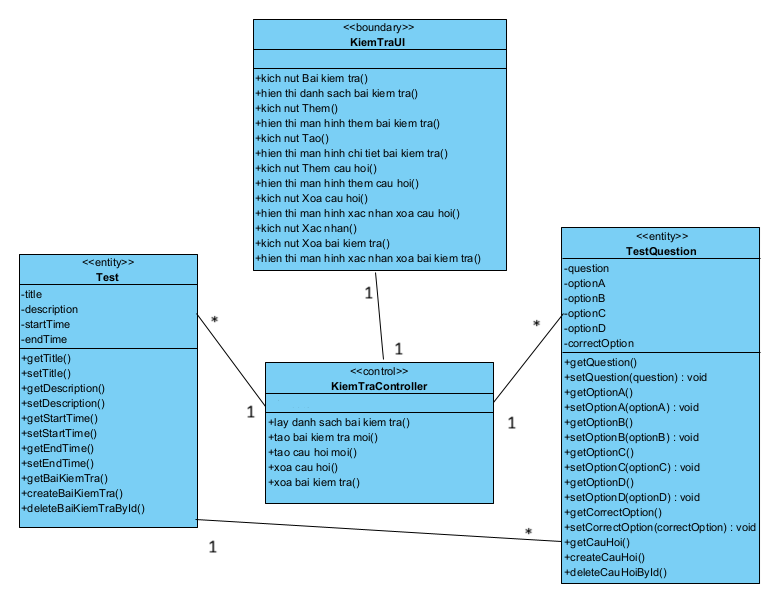 <<boundary>>
KiemTraUI
+kich nut Bai kiem tra()
+hien thi danh sach bai kiem tra()
+kich nut Them()
+hien thi man hinh them bai kiem tra()
+kich nut Tao()
+hien thi man hinh chi tiet bai kiem tra()
+kich nut Them cau hoi()
+hien thi man hinh them cau hoi()
+kich nut Xoa cau hoi()
+hien thi man hinh xac nhan xoa cau hoi()
+kich nut Xac nhan()
+kich nut Xoa bai kiem tra()
+hien thi man hinh xac nhan xoa bai kiem tra()
<<entity>>
Test
-title
-description
-startTime
-endTime
+getTitle()
+setTitle()
+getDescription()
+setDescription()
+getStartTime()
+setStartTime()
+getEndTime()
+setEndTime()
+getBaiKiemTra()
+createBaiKiemTra()
+deleteBaiKiemTraById()
1
1
*
1
<<control>>
KiemTraController
+lay danh sach bai kiem tra()
+tao bai kiem tra moi()
+tao cau hoi moi()
+xoa cau hoi()
+xoa bai kiem tra()
*
1
<<entity>>
TestQuestion
-question
-optionA
-optionB
-optionC
-optionD
-correctOption
+getQuestion()
+setQuestion(question) : void
+getOptionA()
+setOptionA(optionA) : void
+getOptionB()
+setOptionB(optionB) : void
+getOptionC()
+setOptionC(optionC) : void
+getOptionD()
+setOptionD(optionD) : void
+getCorrectOption()
+setCorrectOption(correctOption) : void
+getCauHoi()
+createCauHoi()
+deleteCauHoiById()
1
*